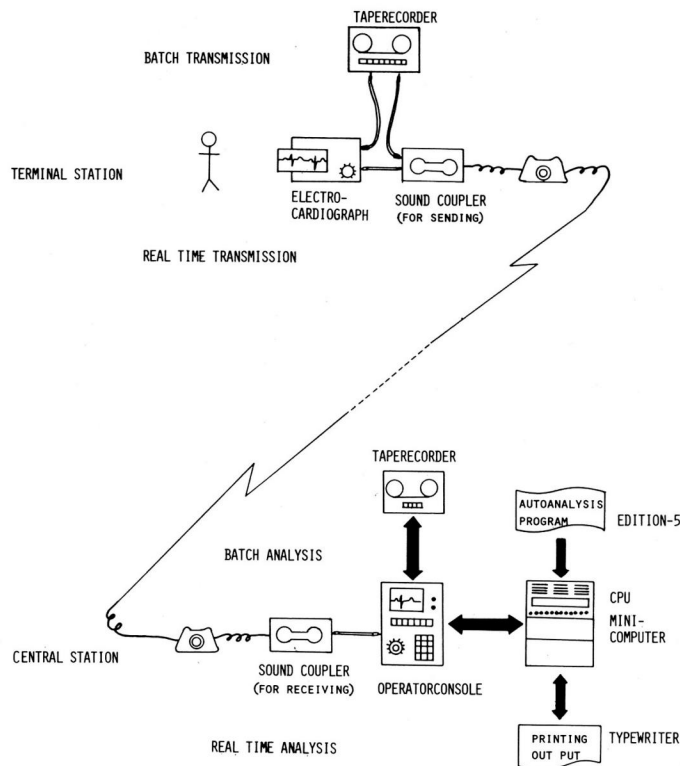 TAPERECORDER
BATCH TRANSMISSION
TERMINAL STATION
ELECTRO-
CARDIOGRAPH
SOUND COUPLER
(FOR SENDING)
REAL TIME TRANSMISSION
TAPERECORDER
AUTOANALYSIS
PROGRAM
EDITION-5
BATCH ANALYSIS
CPU
MINI-
COMPUTER
CENTRAL STATION
SOUND COUPLER
(FOR RECEIVING)
OPERATORCONSOLE
REAL TIME ANALYSIS
PRINTING
OUT PUT
TYPEWRITER